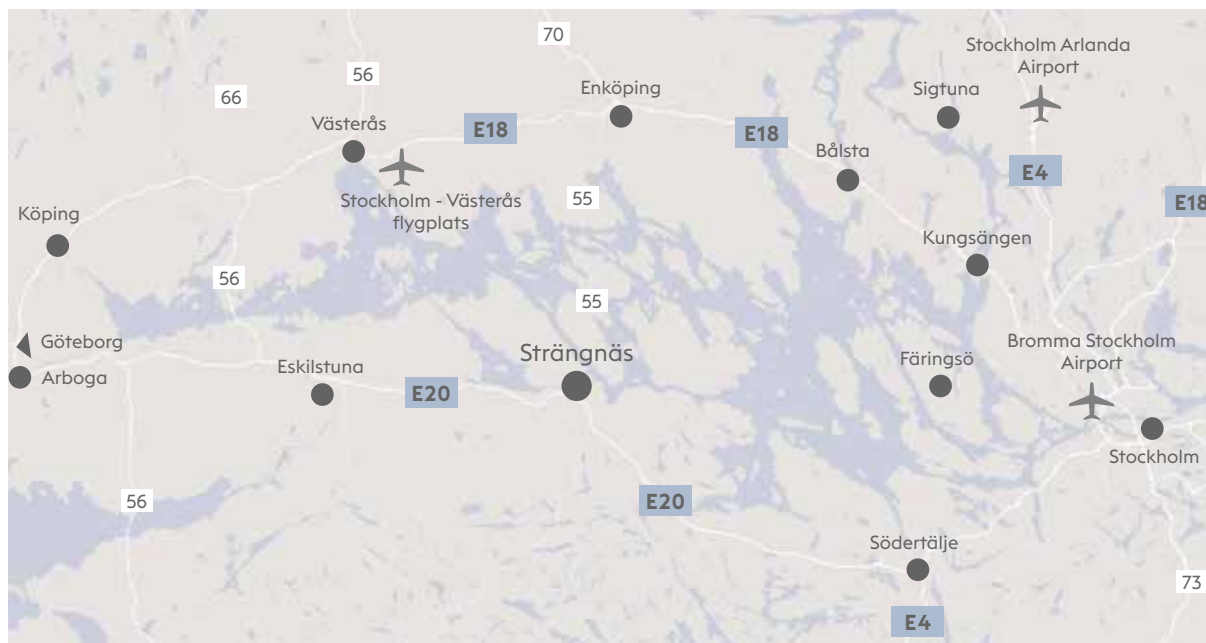 70
Stockholm Arlanda
Airport
56
66
Enköping
Sigtuna
Västerås
E18
E18
Bålsta
E4
Stockholm - Västerås
flygplats
55
E18
Köping
Kungsängen
56
55
Göteborg
Strängnäs
Bromma Stockholm
Airport
Arboga
Eskilstuna
E20
Färingsö
Stockholm
56
E20
Södertälje
73
E4